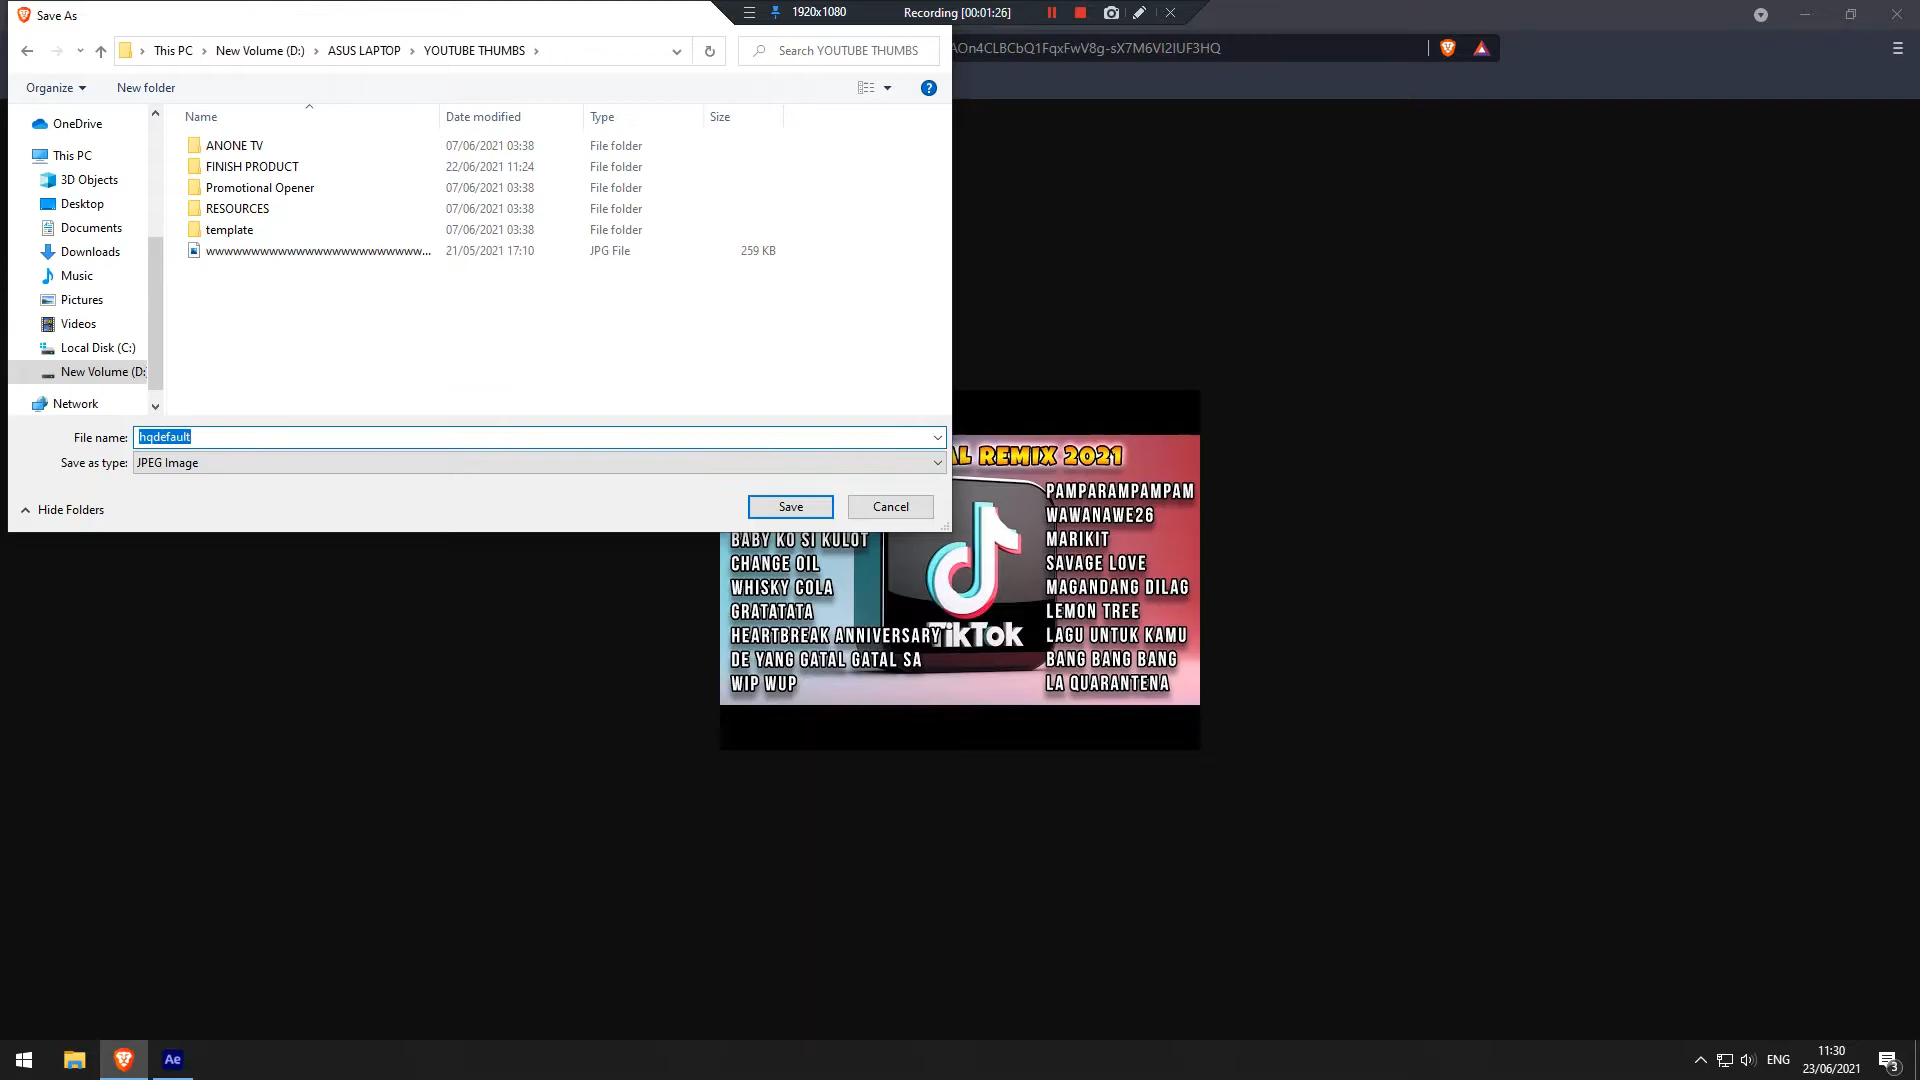 Save As
1920x1080
Recording [00:01:26]
This PC > New Volume (D:) > ASUS LAPTOP > YOUTUBE THUMBS >
Search YOUTUBE THUMBS
AOn4CLBCbQ1FqxFwV8g-sX7M6VI2IUF3HQ
Organize
New folder
Name
Date modified
Type
Size
OneDrive
This PC
3D Objects
Desktop
Documents
Downloads
Music
Pictures
Videos
Local Disk (C:)
New Volume (D:
Network
ANONE TV 07/06/2021 03:38 File folder
FINISH PRODUCT 22/06/2021 11:24 File folder
Promotional Opener 07/06/2021 03:38 File folder
RESOURCES 07/06/2021 03:38 File folder
template 07/06/2021 03:38 File folder
wwwwwwwwwwwwwwwwwwwwwwwwww... 21/05/2021 17:10 JPG File 259 KB
File name: hqdefault
Save as type: JPEG Image
Hide Folders
Save
Cancel
AL REMIX 2021
BABY KO SI KULOT
CHANGE OIL
WHISKY COLA
GRATATATA
HEARTBREAK ANNIVERSARY
DE YANG GATAL GATAL SA
WIP WUP
TikTok
PAMPARAMPAMPAM
WAWANAWE26
MARIKIT
SAVAGE LOVE
MAGANDANG DILAG
LEMON TREE
LAGU UNTUK KAMU
BANG BANG BANG
LA QUARANTENA
Ae
ENG
11:30
23/06/2021
3